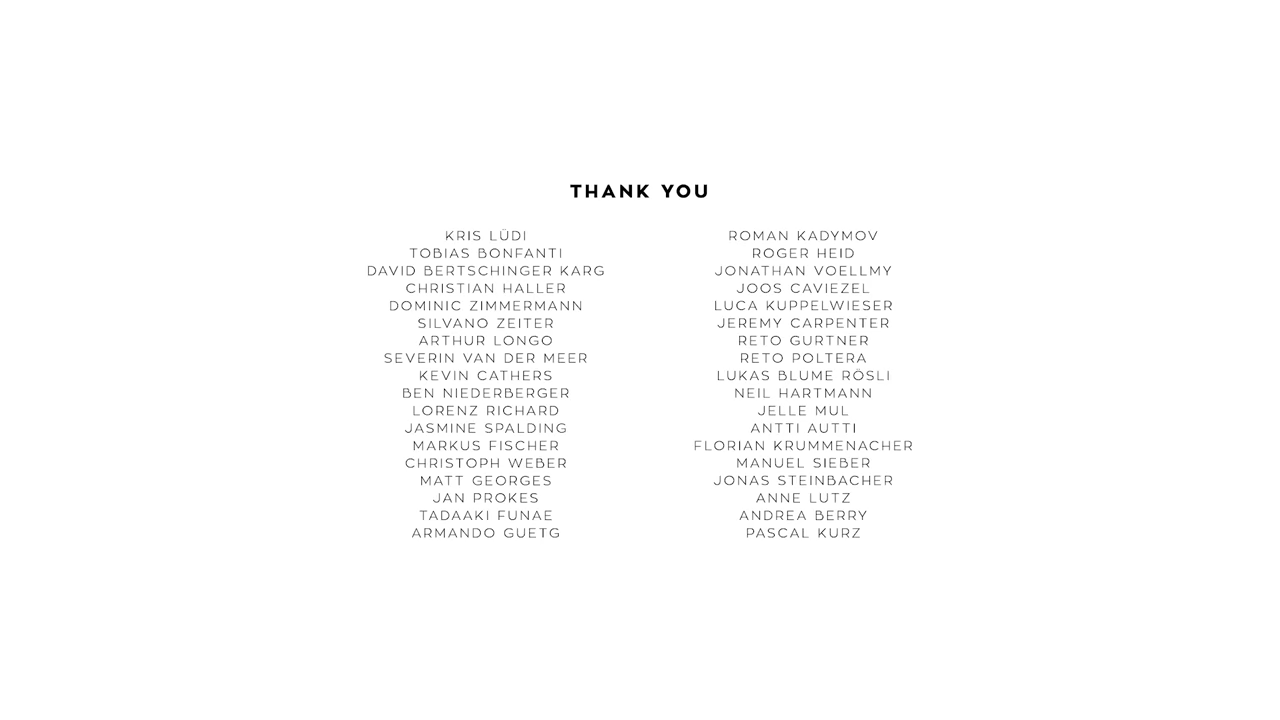 THANK YOU
KRIS LÜDI
TOBIAS BONFANTI
DAVID BERTSCHINGER KARG
CHRISTIAN HALLER
DOMINIC ZIMMERMANN
SILVANO ZEITER
ARTHUR LONGO
SEVERIN VAN DER MEER
KEVIN CATHERS
BEN NIEDERBERGER
LORENZ RICHARD
JASMINE SPALDING
MARKUS FISCHER
CHRISTOPH WEBER
MATT GEORGES
JAN PROKES
TADAAKI FUNAE
ARMANDO GUETG
ROMAN KADYMOV
ROGER HEID
JONATHAN VOELLMY
JOOS CAVIEZEL
LUCA KUPPELWIESER
JEREMY CARPENTER
RETO GURTNER
RETO POLTERA
LUKAS BLUME RÖSLI
NEIL HARTMANN
JELLE MUL
ANTTI AUTTI
FLORIAN KRUMMENACHER
MANUEL SIEBER
JONAS STEINBACHER
ANNE LUTZ
ANDREA BERRY
PASCAL KURZ